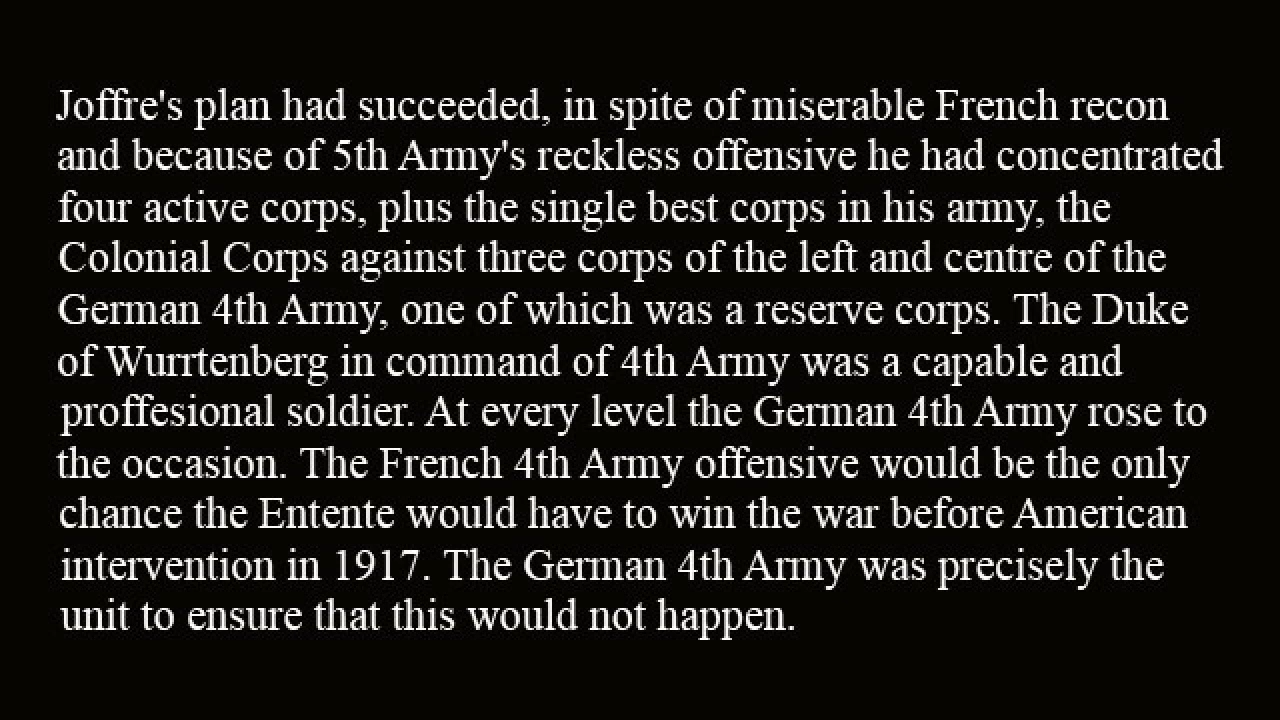 Joffre's plan had succeeded, in spite of miserable French recon
and because of 5th Army's reckless offensive he had concentrated
four active corps, plus the single best corps in his army, the
Colonial Corps against three corps of the left and centre of the
German 4th Army, one of which was a reserve corps. The Duke
of Wurrtenberg in command of 4th Army was a capable and
proffesional soldier. At every level the German 4th Army rose to
the occasion. The French 4th Army offensive would be the only
chance the Entente would have to win the war before American
intervention in 1917. The German 4th Army was precisely the
unit to ensure that this would not happen.